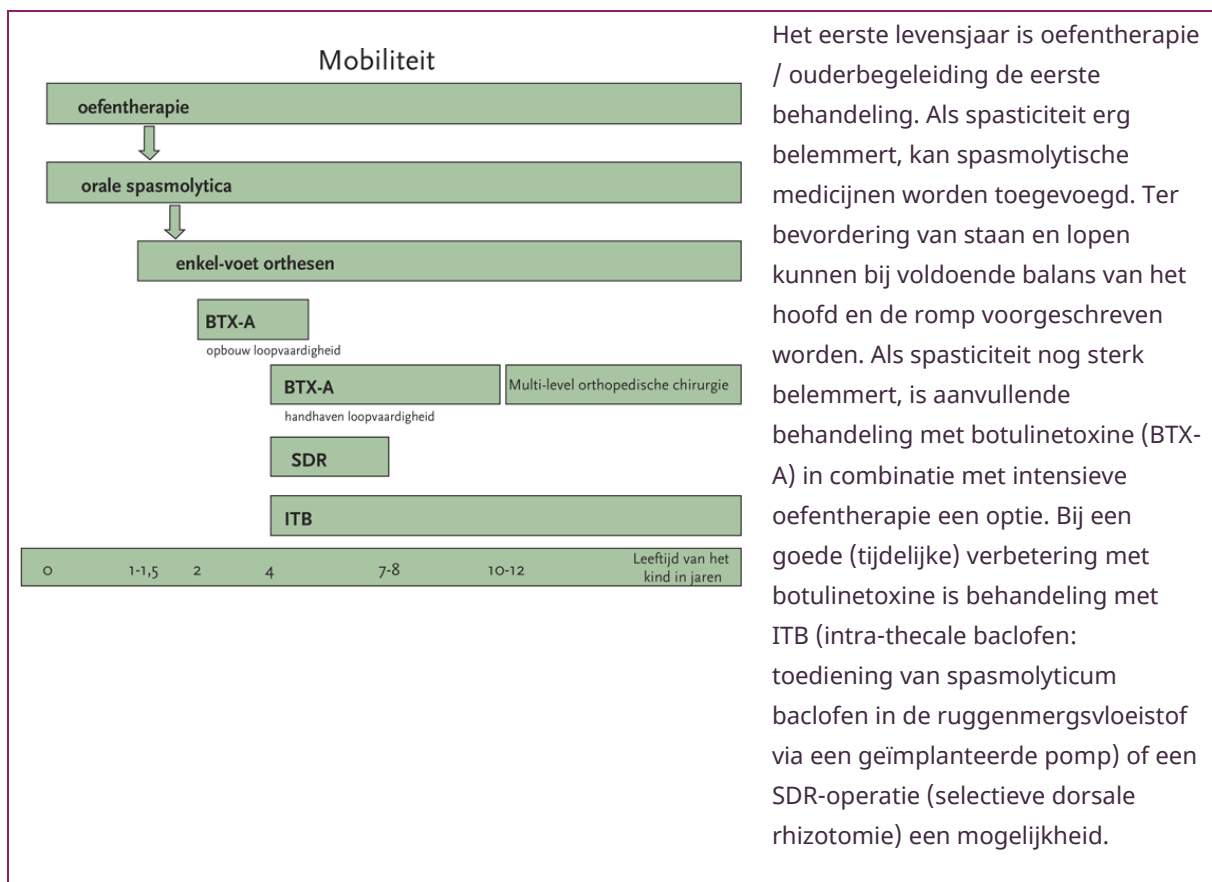 Mobiliteit
oefentherapie
orale spasmolytica
enkel-voet orthesen
BTX-A
opbouw loopvaardigheid
BTX-A
Multi-level orthopedische chirurgie
handhaven loopvaardigheid
SDR
ITB
0 1-1,5 2 4 7-8 10-12 Leeftijd van het
kind in jaren
Het eerste levensjaar is oefentherapie
/ ouderbegeleiding de eerste
behandeling. Als spasticiteit erg
belemmert, kan spasmolytische
medicijnen worden toegevoegd. Ter
bevordering van staan en lopen
kunnen bij voldoende balans van het
hoofd en de romp voorgeschreven
worden. Als spasticiteit nog sterk
belemmert, is aanvullende
behandeling met botulinetoxine (BTX-
A) in combinatie met intensieve
oefentherapie een optie. Bij een
goede (tijdelijke) verbetering met
botulinetoxine is behandeling met
ITB (intra-thecale baclofen:
toediening van spasmolyticum
baclofen in de ruggenmergsvloeistof
via een geïmplanteerde pomp) of een
SDR-operatie (selectieve dorsale
rhizotomie) een mogelijkheid.